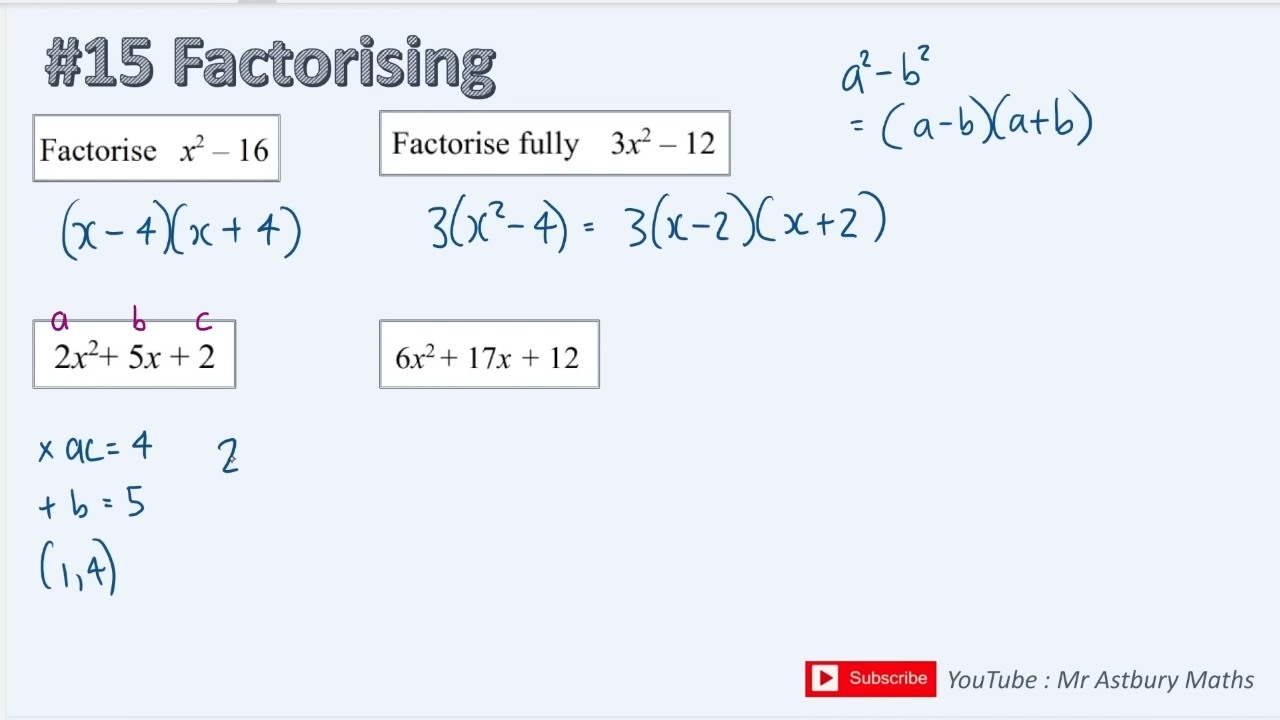 #15 Factorising
a² – b²
= (a–b)(a+b)
Factorise x² – 16
Factorise fully 3x² – 12
(x – 4)(x + 4)
3(x² – 4) = 3(x – 2)(x + 2)
a b c
2x² + 5x + 2
6x² + 17x + 12
x ac = 4
2
+ b = 5
(1,4)
Subscribe
YouTube : Mr Astbury Maths